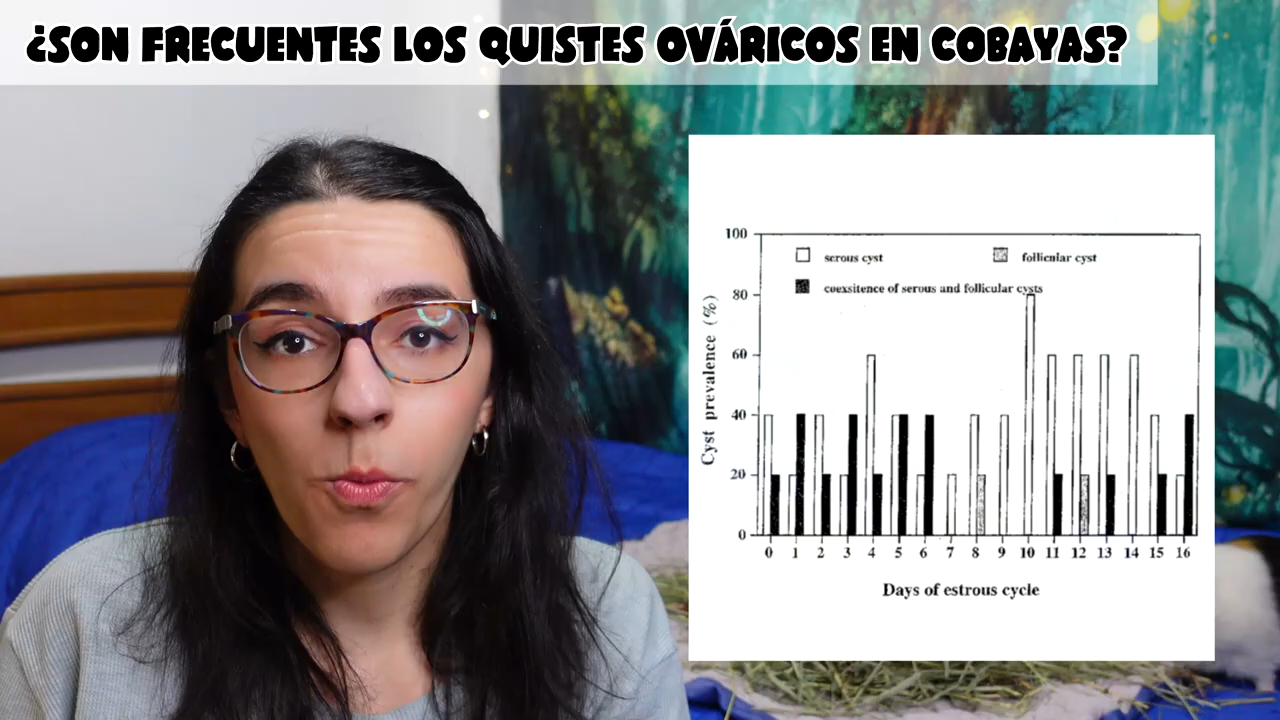 ¿SON FRECUENTES LOS QUISTES OVÁRICOS EN COBAYAS?
100
serous cyst
follicular cyst
coexsitence of serous and follicular cysts
80
60
40
20
0
Cyst prevalence (%)
0 1 2 3 4 5 6 7 8 9 10 11 12 13 14 15 16
Days of estrous cycle